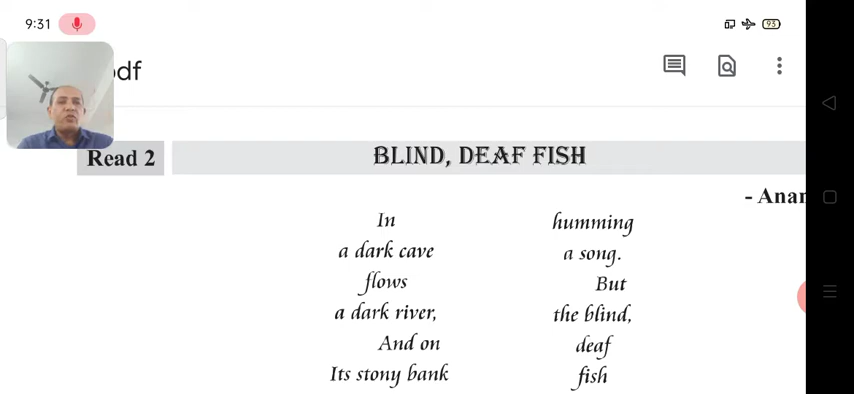 9:31
93
df
Read 2
BLIND, DEAF FISH
- Anan
In
a dark cave
flows
a dark river,
And on
Its stony bank
humming
a song.
But
the blind,
deaf
fish